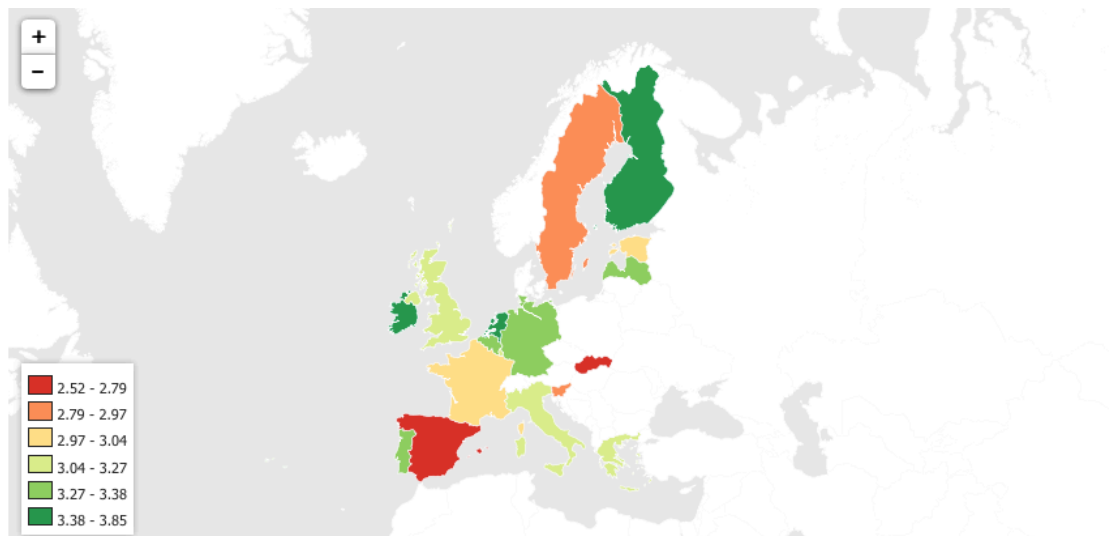 +
−
2.52 - 2.79
2.79 - 2.97
2.97 - 3.04
3.04 - 3.27
3.27 - 3.38
3.38 - 3.85